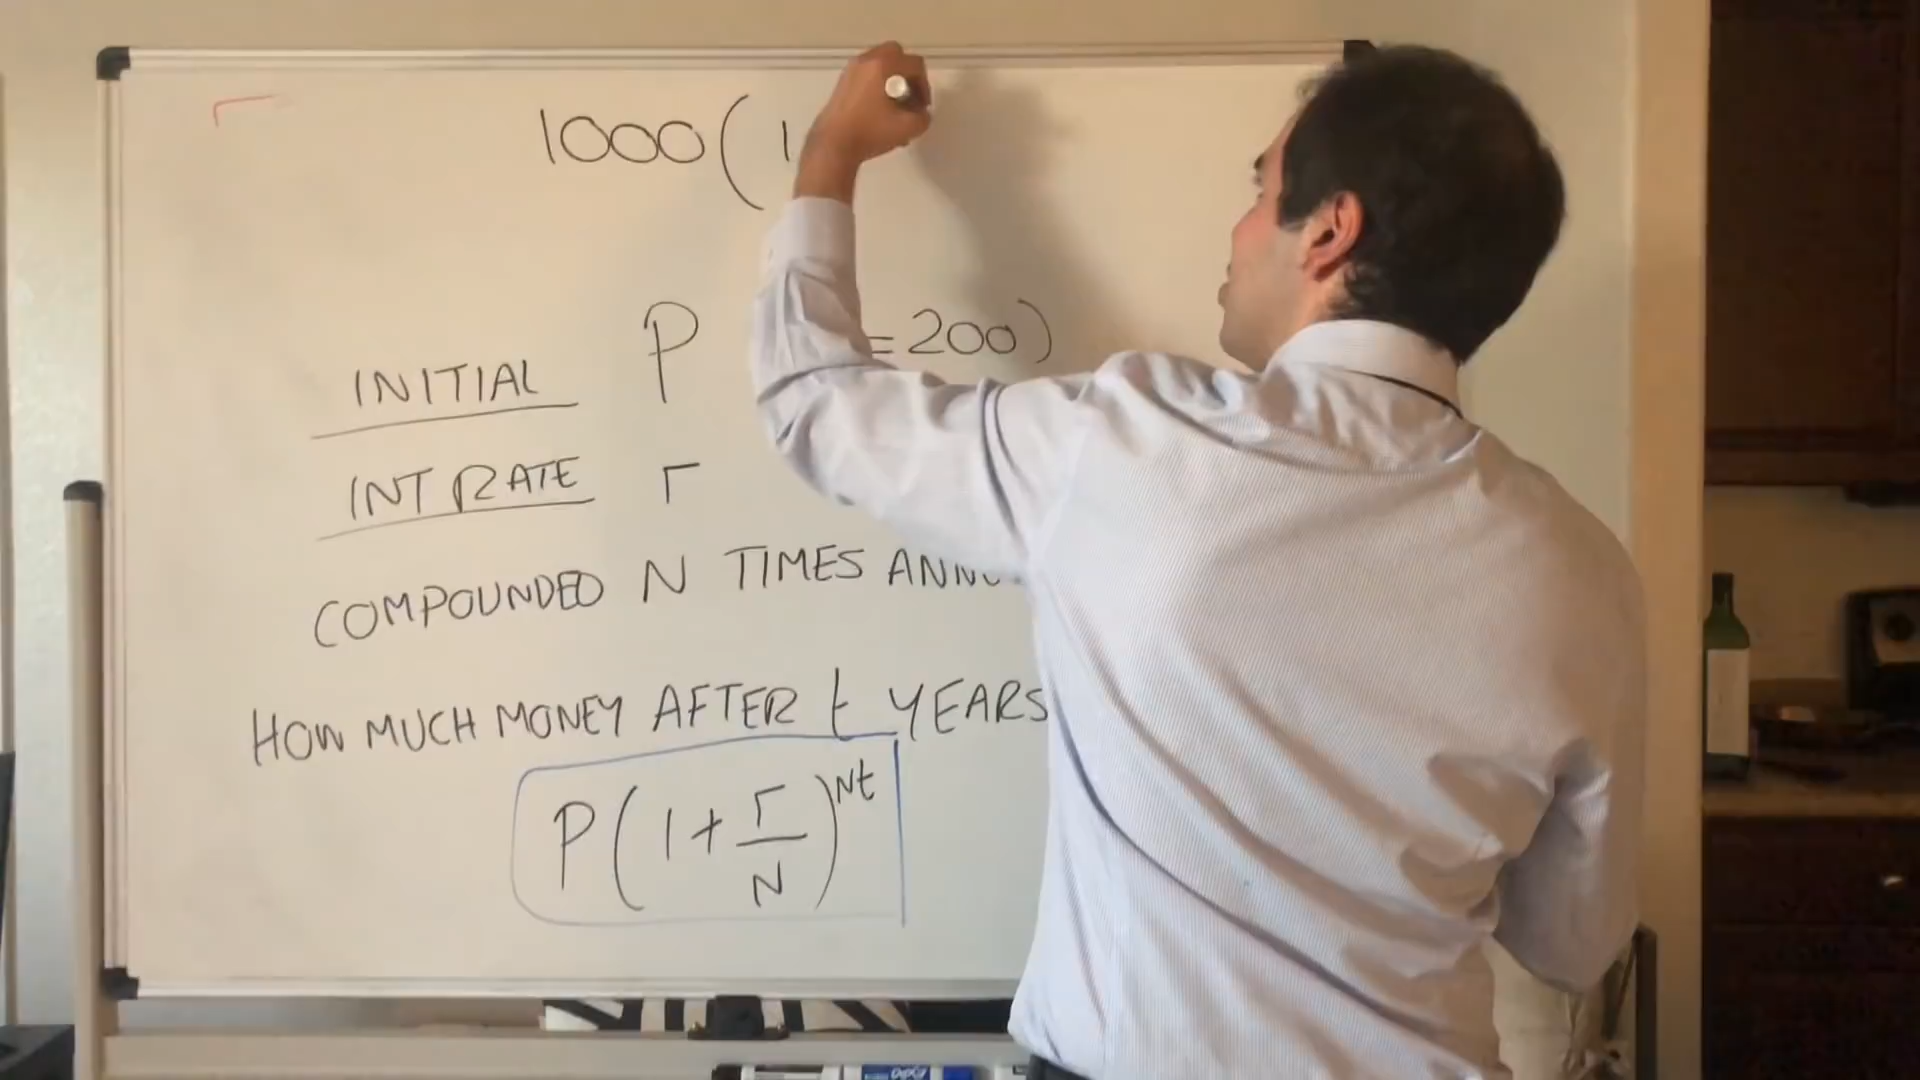 1000(1
INITIAL P =200)
INT RATE r
COMPOUNDED N TIMES
HOW MUCH MONEY AFTER t YEARS
P(1+r/N)^Nt